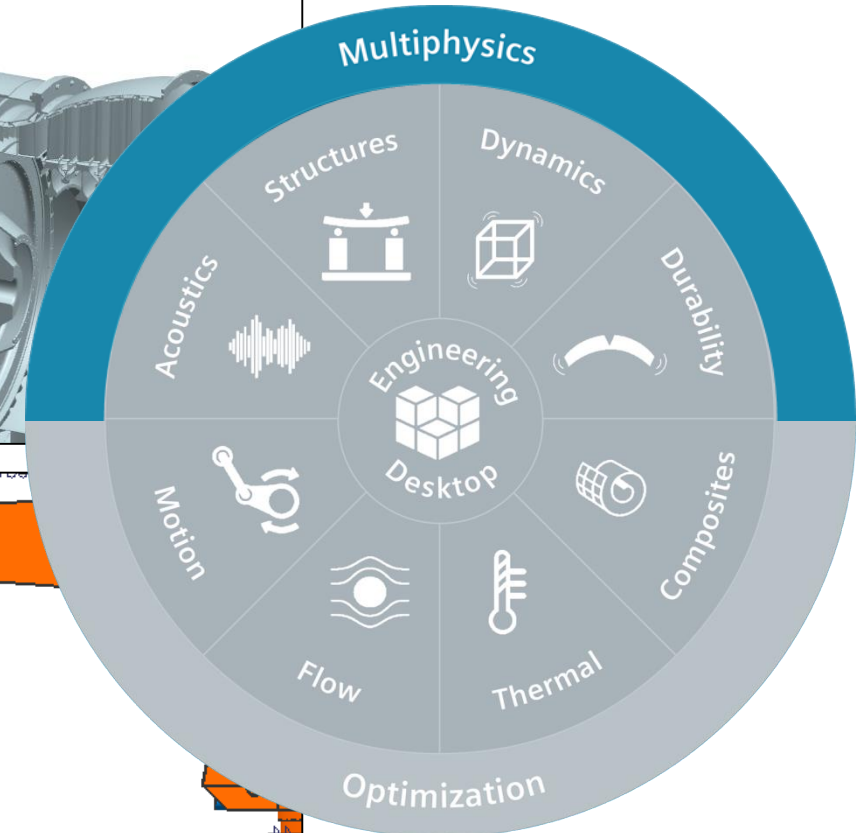 Multiphysics
Structures
Dynamics
Acoustics
Durability
Engineering
Desktop
Motion
Composites
Flow
Thermal
Optimization